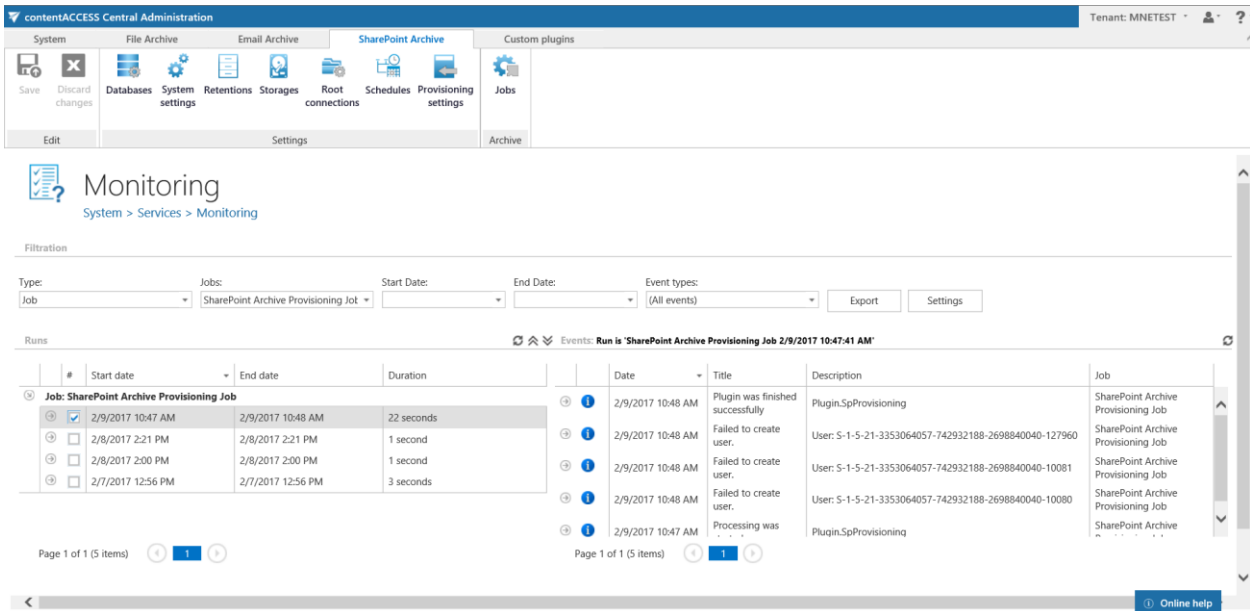 contentACCESS Central Administration
Tenant: MNETEST
?
System
File Archive
Email Archive
SharePoint Archive
Custom plugins
Save
Discard changes
Databases
System settings
Retentions
Storages
Root connections
Schedules
Provisioning settings
Jobs
Edit
Settings
Archive
Monitoring
System > Services > Monitoring
Filtration
Type:
Jobs:
Start Date:
End Date:
Event types:
Job
SharePoint Archive Provisioning Jot
(All events)
Export
Settings
Runs
Events: Run is 'SharePoint Archive Provisioning Job 2/9/2017 10:47:41 AM'
# Start date End date Duration
Job: SharePoint Archive Provisioning Job
2/9/2017 10:47 AM 2/9/2017 10:48 AM 22 seconds
2/8/2017 2:21 PM 2/8/2017 2:21 PM 1 second
2/8/2017 2:00 PM 2/8/2017 2:00 PM 1 second
2/7/2017 12:56 PM 2/7/2017 12:56 PM 3 seconds
Page 1 of 1 (5 items) 1
Date Title Description Job
2/9/2017 10:48 AM Plugin was finished successfully Plugin.SpProvisioning SharePoint Archive Provisioning Job
2/9/2017 10:48 AM Failed to create user. User: S-1-5-21-3353064057-742932188-2698840040-127960 SharePoint Archive Provisioning Job
2/9/2017 10:48 AM Failed to create user. User: S-1-5-21-3353064057-742932188-2698840040-10081 SharePoint Archive Provisioning Job
2/9/2017 10:48 AM Failed to create user. User: S-1-5-21-3353064057-742932188-2698840040-10080 SharePoint Archive Provisioning Job
2/9/2017 10:47 AM Processing was Plugin.SpProvisioning SharePoint Archive
Page 1 of 1 (5 items) 1
Online help